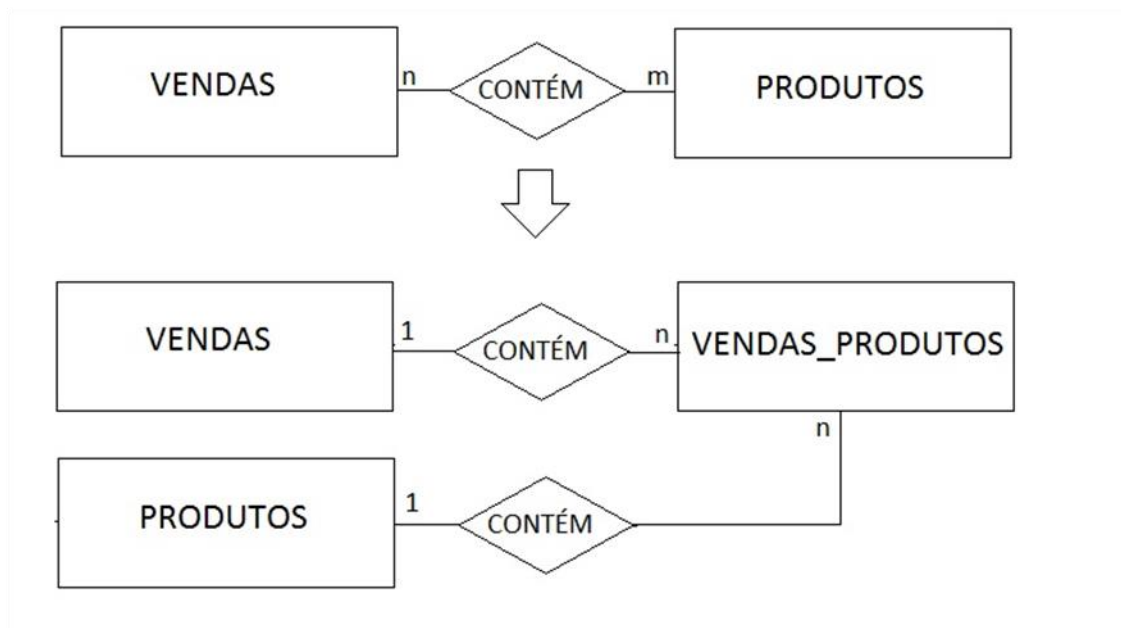 VENDAS n CONTÉM m PRODUTOS
VENDAS 1 CONTÉM n VENDAS_PRODUTOS
n
PRODUTOS 1 CONTÉM